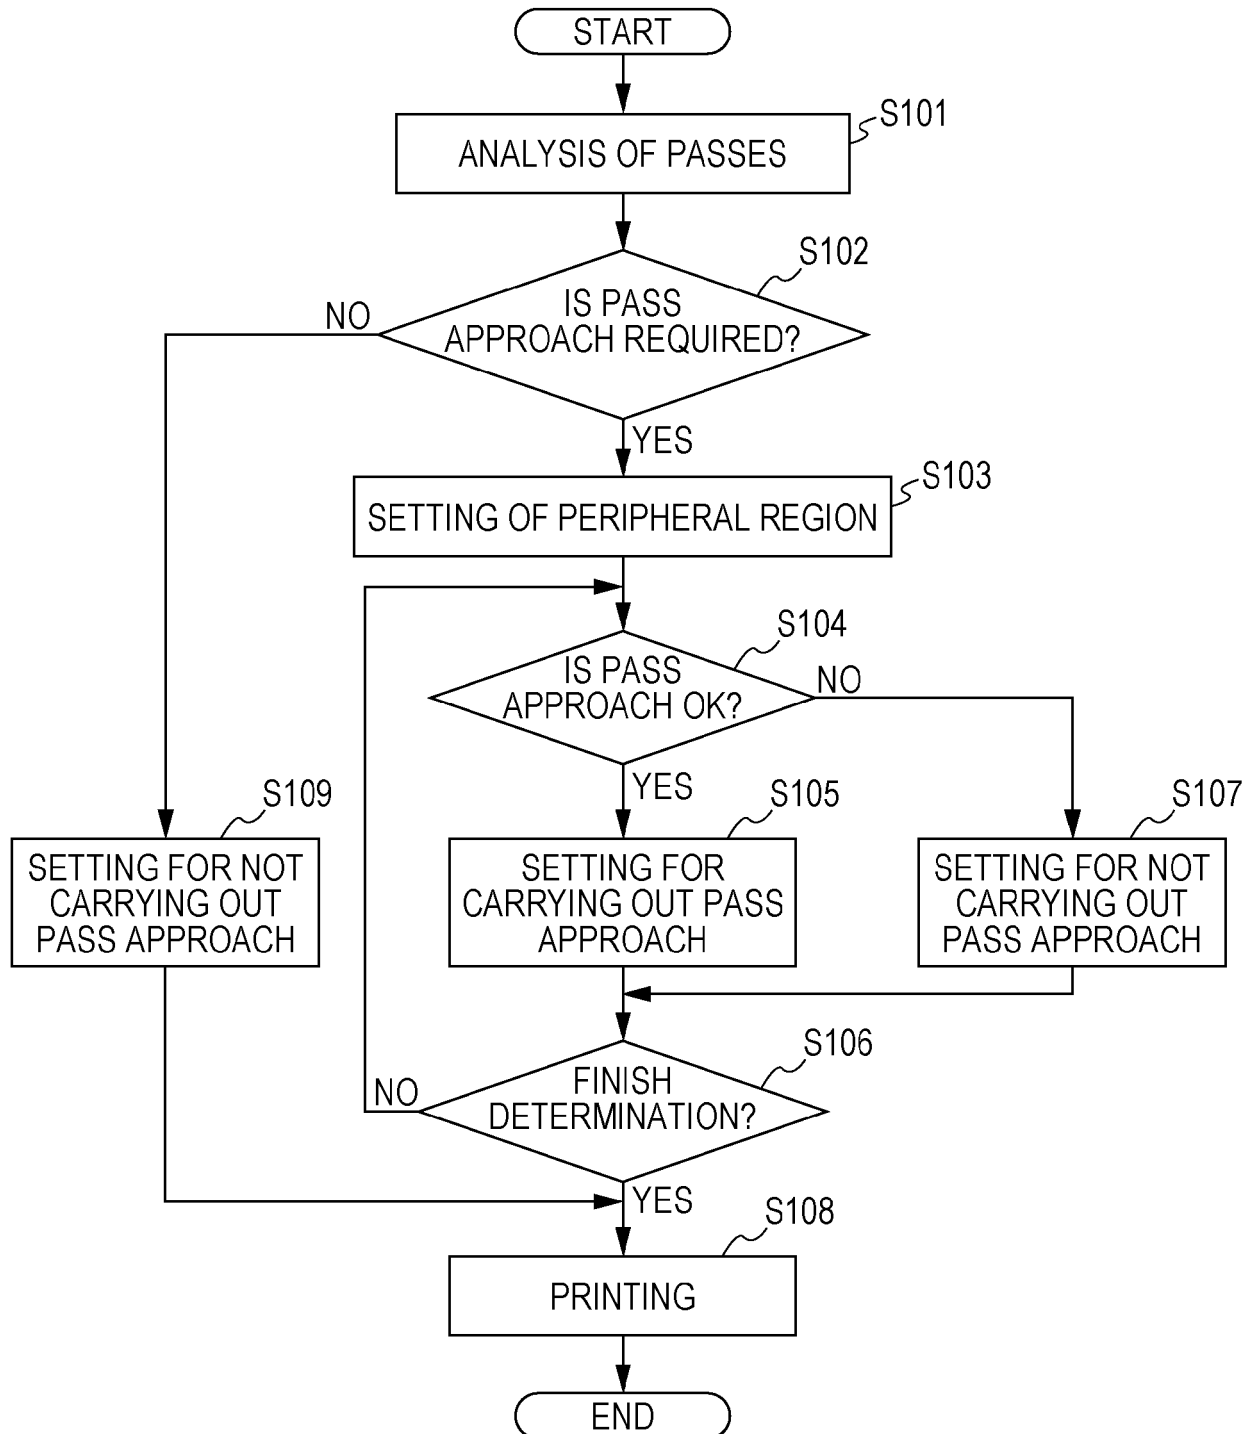 START
S101
ANALYSIS OF PASSES
S102
IS PASS
APPROACH REQUIRED?
NO
YES
S103
SETTING OF PERIPHERAL REGION
S104
IS PASS
APPROACH OK?
NO
YES
S109
SETTING FOR NOT
CARRYING OUT
PASS APPROACH
S105
SETTING FOR
CARRYING OUT PASS
APPROACH
S107
SETTING FOR NOT
CARRYING OUT
PASS APPROACH
S106
FINISH
DETERMINATION?
NO
YES
S108
PRINTING
END